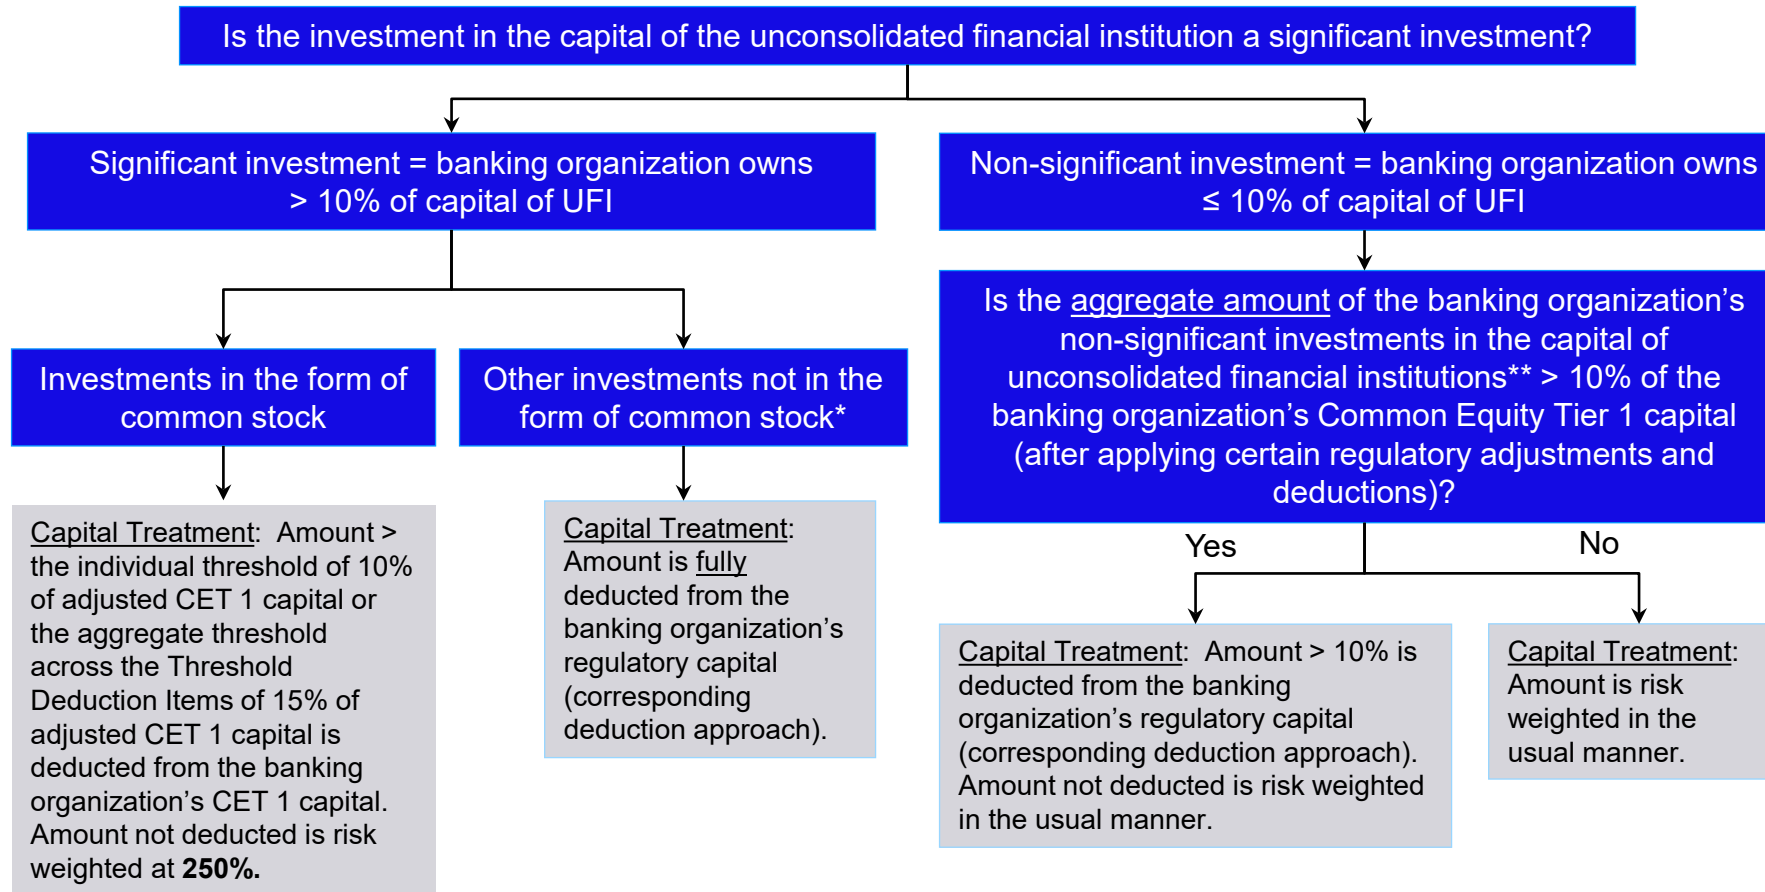 Is the investment in the capital of the unconsolidated financial institution a significant investment?
Significant investment = banking organization owns
> 10% of capital of UFI
Non-significant investment = banking organization owns
≤ 10% of capital of UFI
Investments in the form of
common stock
Other investments not in the
form of common stock*
Is the aggregate amount of the banking organization’s
non-significant investments in the capital of
unconsolidated financial institutions** > 10% of the
banking organization’s Common Equity Tier 1 capital
(after applying certain regulatory adjustments and
deductions)?
Yes
No
Capital Treatment:  Amount >
the individual threshold of 10%
of adjusted CET 1 capital or
the aggregate threshold
across the Threshold
Deduction Items of 15% of
adjusted CET 1 capital is
deducted from the banking
organization’s CET 1 capital.
Amount not deducted is risk
weighted at 250%.
Capital Treatment:
Amount is fully
deducted from the
banking organization’s
regulatory capital
(corresponding
deduction approach).
Capital Treatment:  Amount > 10% is
deducted from the banking
organization’s regulatory capital
(corresponding deduction approach).
Amount not deducted is risk weighted
in the usual manner.
Capital Treatment:
Amount is risk
weighted in the
usual manner.